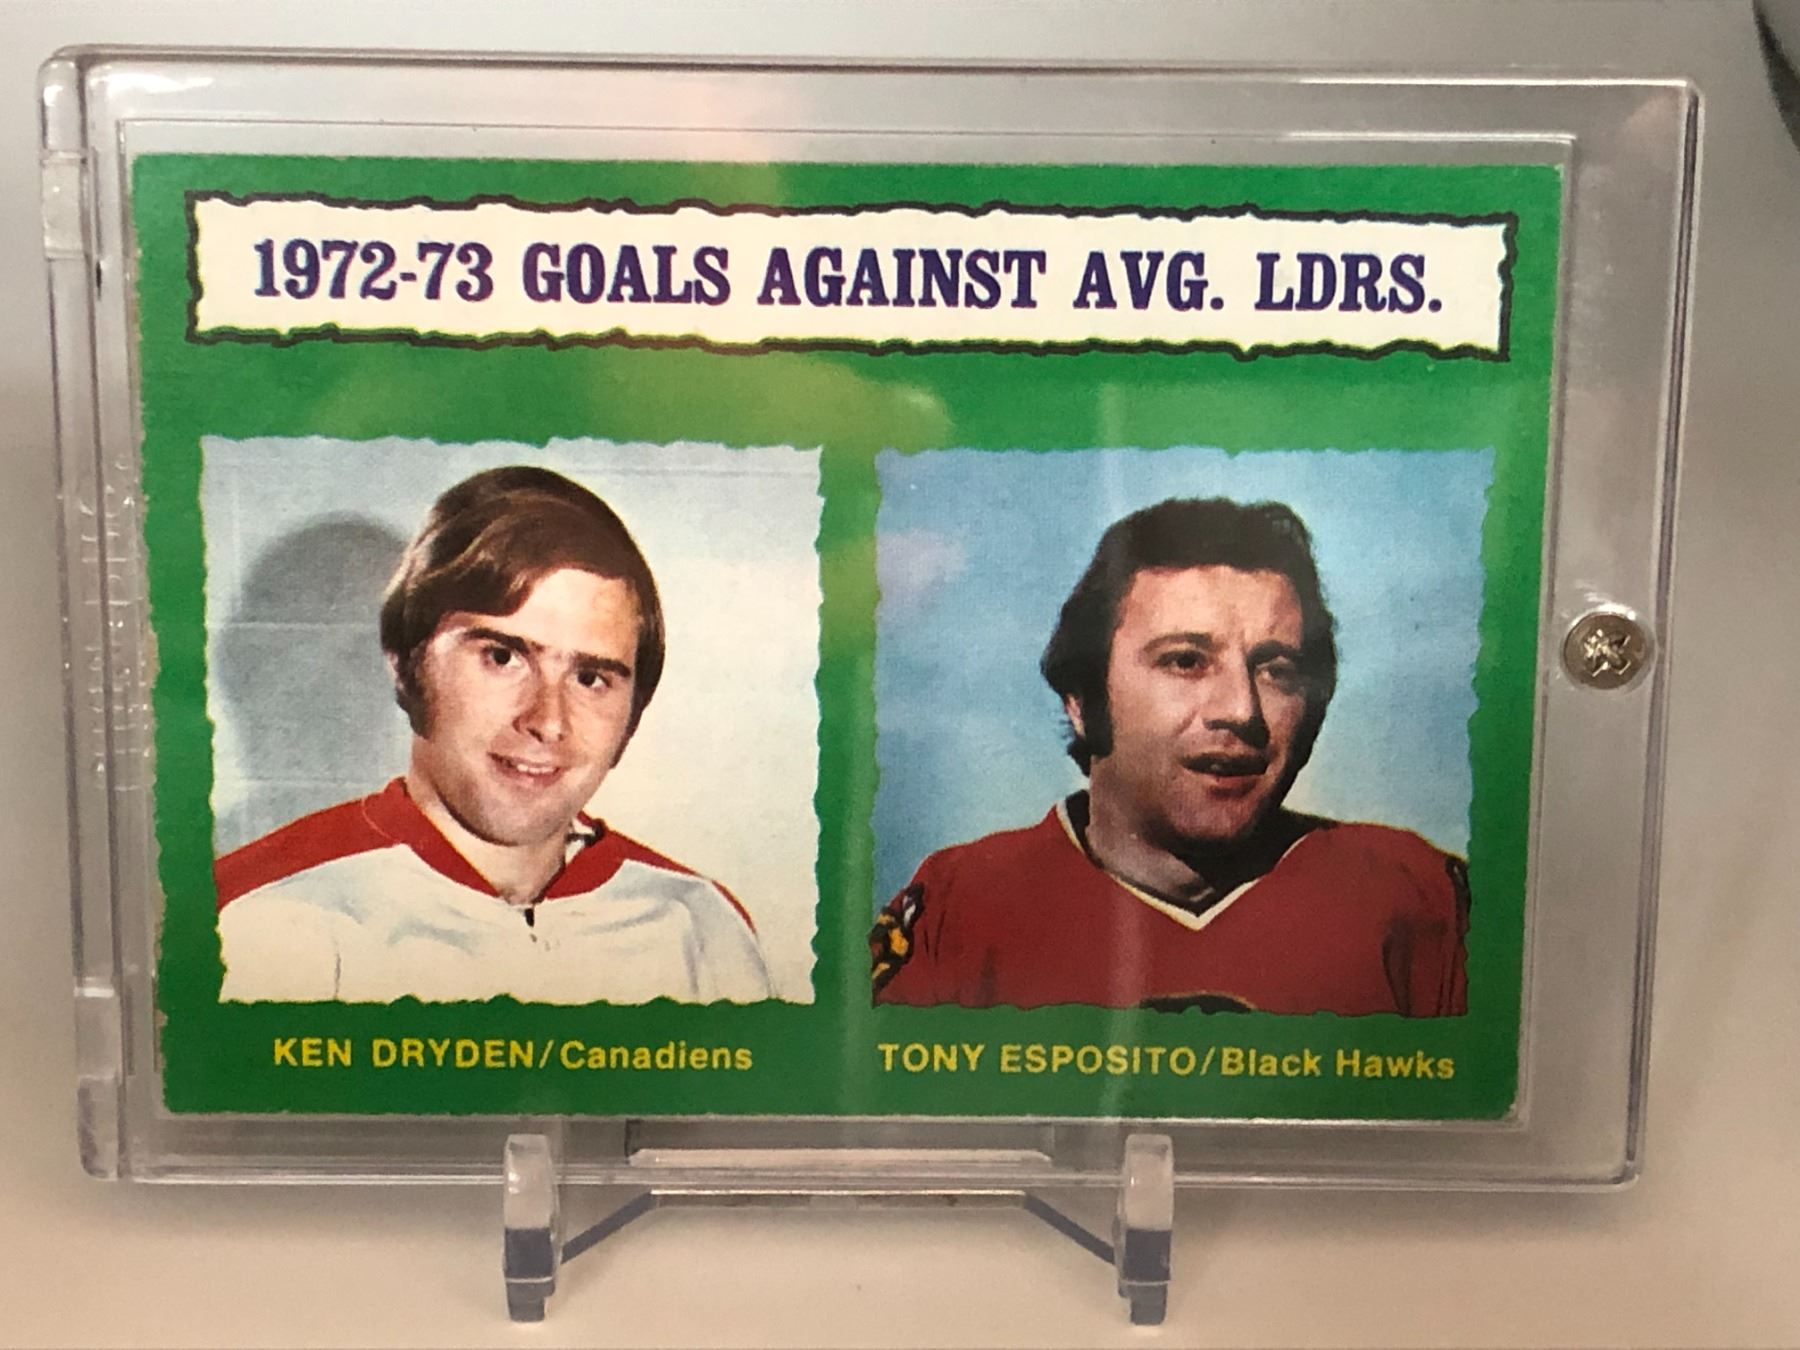 1972-73 GOALS AGAINST AVG. LDRS.
KEN DRYDEN/Canadiens
TONY ESPOSITO/Black Hawks